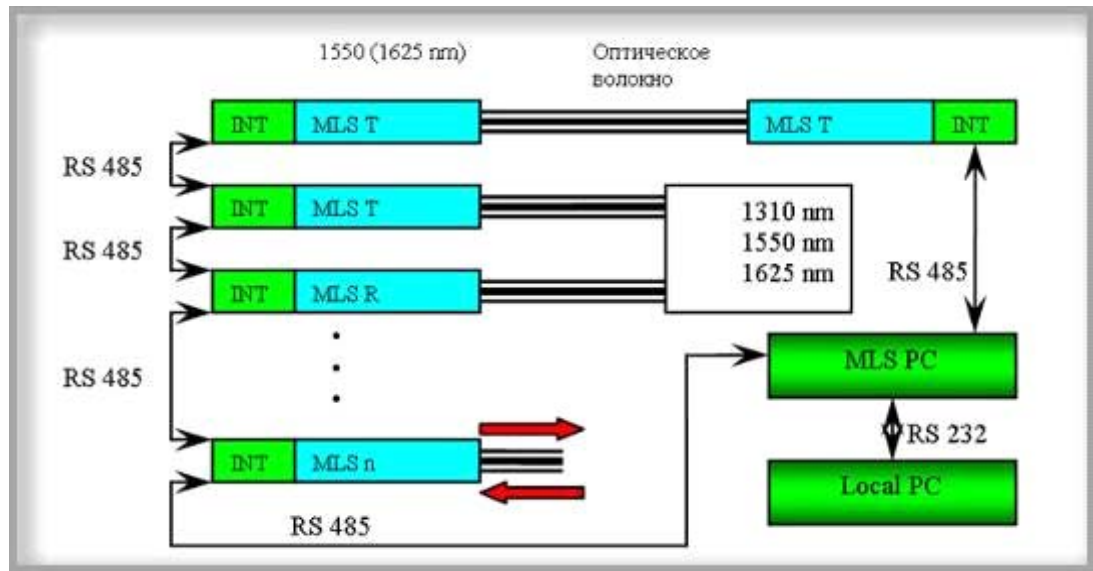 1550 (1625 nm)
Оптическое
волокно
INT MLS T
MLS T INT
RS 485
INT MLS T
1310 nm
1550 nm
1625 nm
RS 485
RS 485
INT MLS R
RS 485
MLS PC
RS 232
INT MLS n
Local PC
RS 485